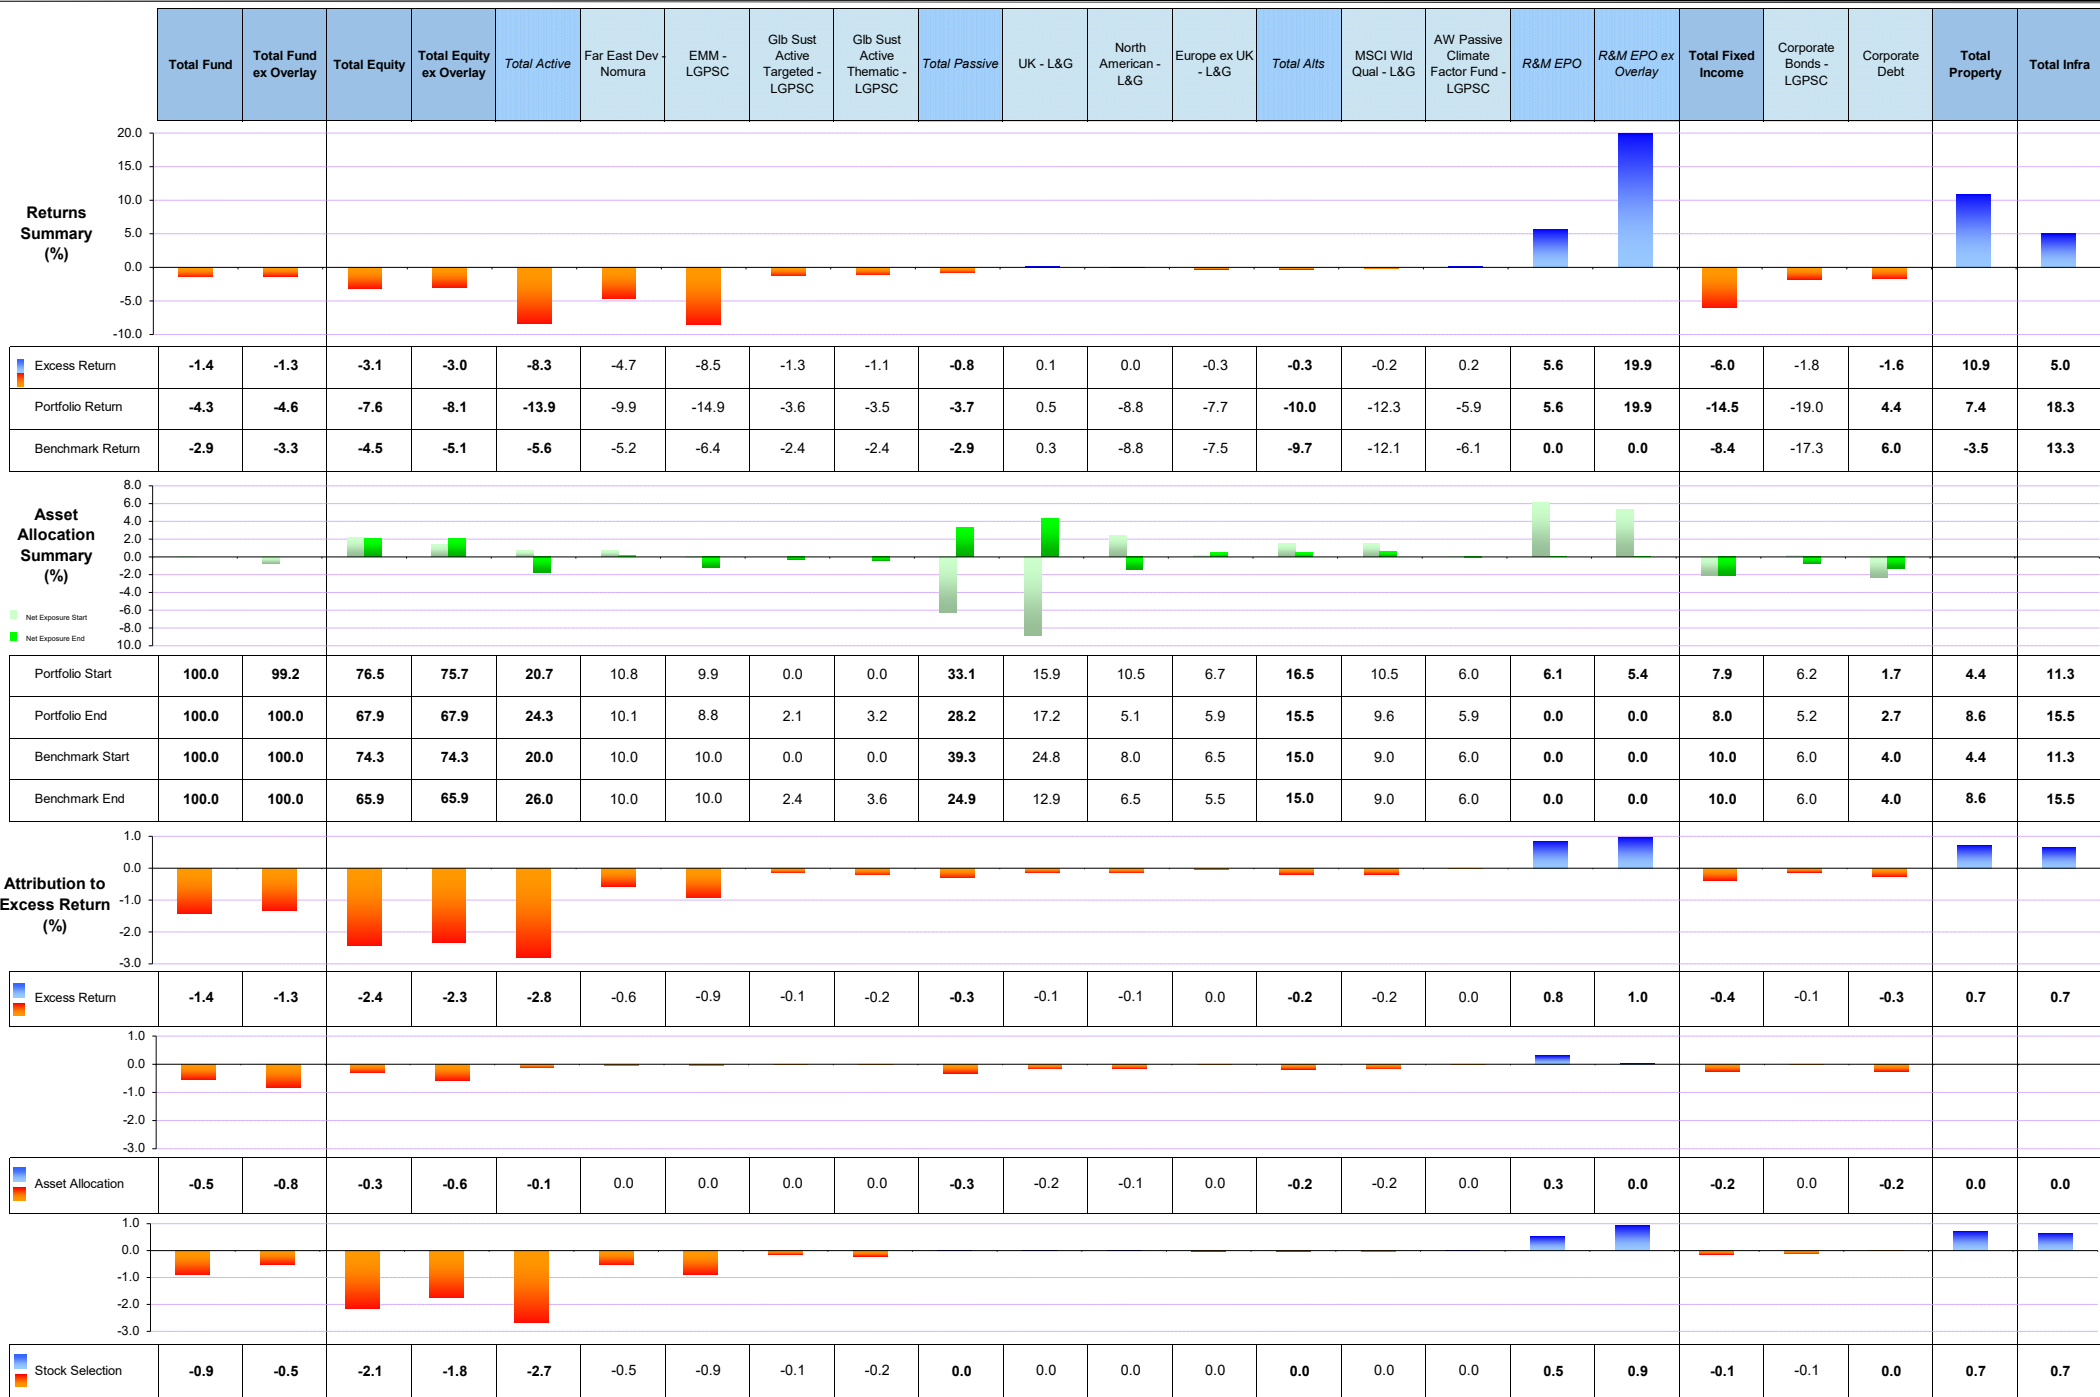 Total Fund | Total Fund ex Overlay | Total Equity | Total Equity ex Overlay | Total Active | Far East Dev - Nomura | EMM - LGPSC | Glb Sust Active Targeted - LGPSC | Glb Sust Active Thematic - LGPSC | Total Passive | UK - L&G | North American - L&G | Europe ex UK - L&G | Total Alts | MSCI Wld Qual - L&G | AW Passive Climate Factor Fund - LGPSC | R&M EPO | R&M EPO ex Overlay | Total Fixed Income | Corporate Bonds - LGPSC | Corporate Debt | Total Property | Total Infra
Returns Summary (%)
20.0
15.0
10.0
5.0
0.0
-5.0
-10.0
Excess Return | -1.4 | -1.3 | -3.1 | -3.0 | -8.3 | -4.7 | -8.5 | -1.3 | -1.1 | -0.8 | 0.1 | 0.0 | -0.3 | -0.3 | -0.2 | 0.2 | 5.6 | 19.9 | -6.0 | -1.8 | -1.6 | 10.9 | 5.0
Portfolio Return | -4.3 | -4.6 | -7.6 | -8.1 | -13.9 | -9.9 | -14.9 | -3.6 | -3.5 | -3.7 | 0.5 | -8.8 | -7.7 | -10.0 | -12.3 | -5.9 | 5.6 | 19.9 | -14.5 | -19.0 | 4.4 | 7.4 | 18.3
Benchmark Return | -2.9 | -3.3 | -4.5 | -5.1 | -5.6 | -5.2 | -6.4 | -2.4 | -2.4 | -2.9 | 0.3 | -8.8 | -7.5 | -9.7 | -12.1 | -6.1 | 0.0 | 0.0 | -8.4 | -17.3 | 6.0 | -3.5 | 13.3
Asset Allocation Summary (%)
Net Exposure Start
Net Exposure End
8.0
6.0
4.0
2.0
0.0
-2.0
-4.0
-6.0
-8.0
10.0
Portfolio Start | 100.0 | 99.2 | 76.5 | 75.7 | 20.7 | 10.8 | 9.9 | 0.0 | 0.0 | 33.1 | 15.9 | 10.5 | 6.7 | 16.5 | 10.5 | 6.0 | 6.1 | 5.4 | 7.9 | 6.2 | 1.7 | 4.4 | 11.3
Portfolio End | 100.0 | 100.0 | 67.9 | 67.9 | 24.3 | 10.1 | 8.8 | 2.1 | 3.2 | 28.2 | 17.2 | 5.1 | 5.9 | 15.5 | 9.6 | 5.9 | 0.0 | 0.0 | 8.0 | 5.2 | 2.7 | 8.6 | 15.5
Benchmark Start | 100.0 | 100.0 | 74.3 | 74.3 | 20.0 | 10.0 | 10.0 | 0.0 | 0.0 | 39.3 | 24.8 | 8.0 | 6.5 | 15.0 | 9.0 | 6.0 | 0.0 | 0.0 | 10.0 | 6.0 | 4.0 | 4.4 | 11.3
Benchmark End | 100.0 | 100.0 | 65.9 | 65.9 | 26.0 | 10.0 | 10.0 | 2.4 | 3.6 | 24.9 | 12.9 | 6.5 | 5.5 | 15.0 | 9.0 | 6.0 | 0.0 | 0.0 | 10.0 | 6.0 | 4.0 | 8.6 | 15.5
Attribution to Excess Return (%)
1.0
0.0
-1.0
-2.0
-3.0
Excess Return | -1.4 | -1.3 | -2.4 | -2.3 | -2.8 | -0.6 | -0.9 | -0.1 | -0.2 | -0.3 | -0.1 | -0.1 | 0.0 | -0.2 | -0.2 | 0.0 | 0.8 | 1.0 | -0.4 | -0.1 | -0.3 | 0.7 | 0.7
1.0
0.0
-1.0
-2.0
-3.0
Asset Allocation | -0.5 | -0.8 | -0.3 | -0.6 | -0.1 | 0.0 | 0.0 | 0.0 | 0.0 | -0.3 | -0.2 | -0.1 | 0.0 | -0.2 | -0.2 | 0.0 | 0.3 | 0.0 | -0.2 | 0.0 | -0.2 | 0.0 | 0.0
1.0
0.0
-1.0
-2.0
-3.0
Stock Selection | -0.9 | -0.5 | -2.1 | -1.8 | -2.7 | -0.5 | -0.9 | -0.1 | -0.2 | 0.0 | 0.0 | 0.0 | 0.0 | 0.0 | 0.0 | 0.0 | 0.5 | 0.9 | -0.1 | -0.1 | 0.0 | 0.7 | 0.7